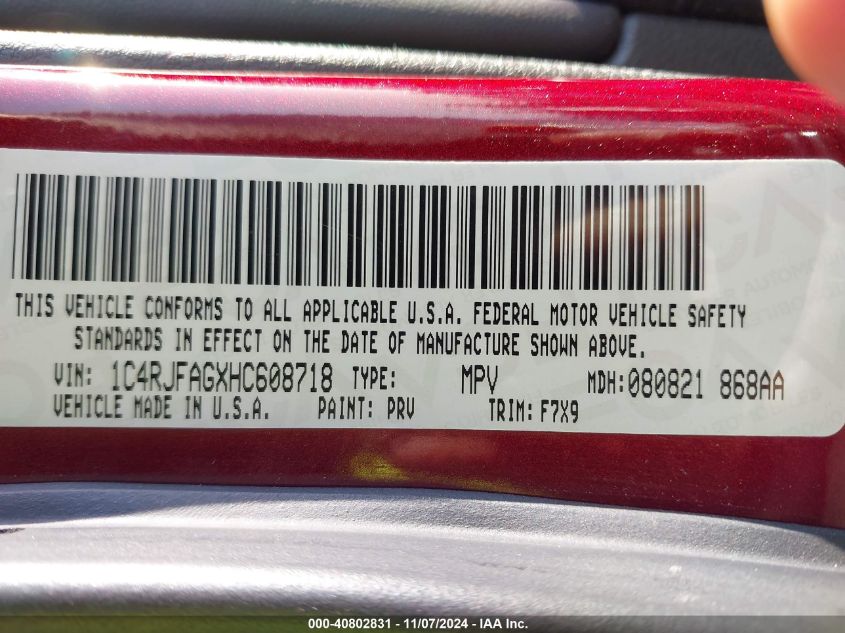 THIS VEHICLE CONFORMS TO ALL APPLICABLE U.S.A. FEDERAL MOTOR VEHICLE SAFETY
STANDARDS IN EFFECT ON THE DATE OF MANUFACTURE SHOWN ABOVE.
VIN: 1C4RJFAGXHC608718 TYPE: MPV MDH: 080821 868AA
VEHICLE MADE IN U.S.A. PAINT: PRV TRIM: F7X9
000-40802831 - 11/07/2024 - IAA Inc.